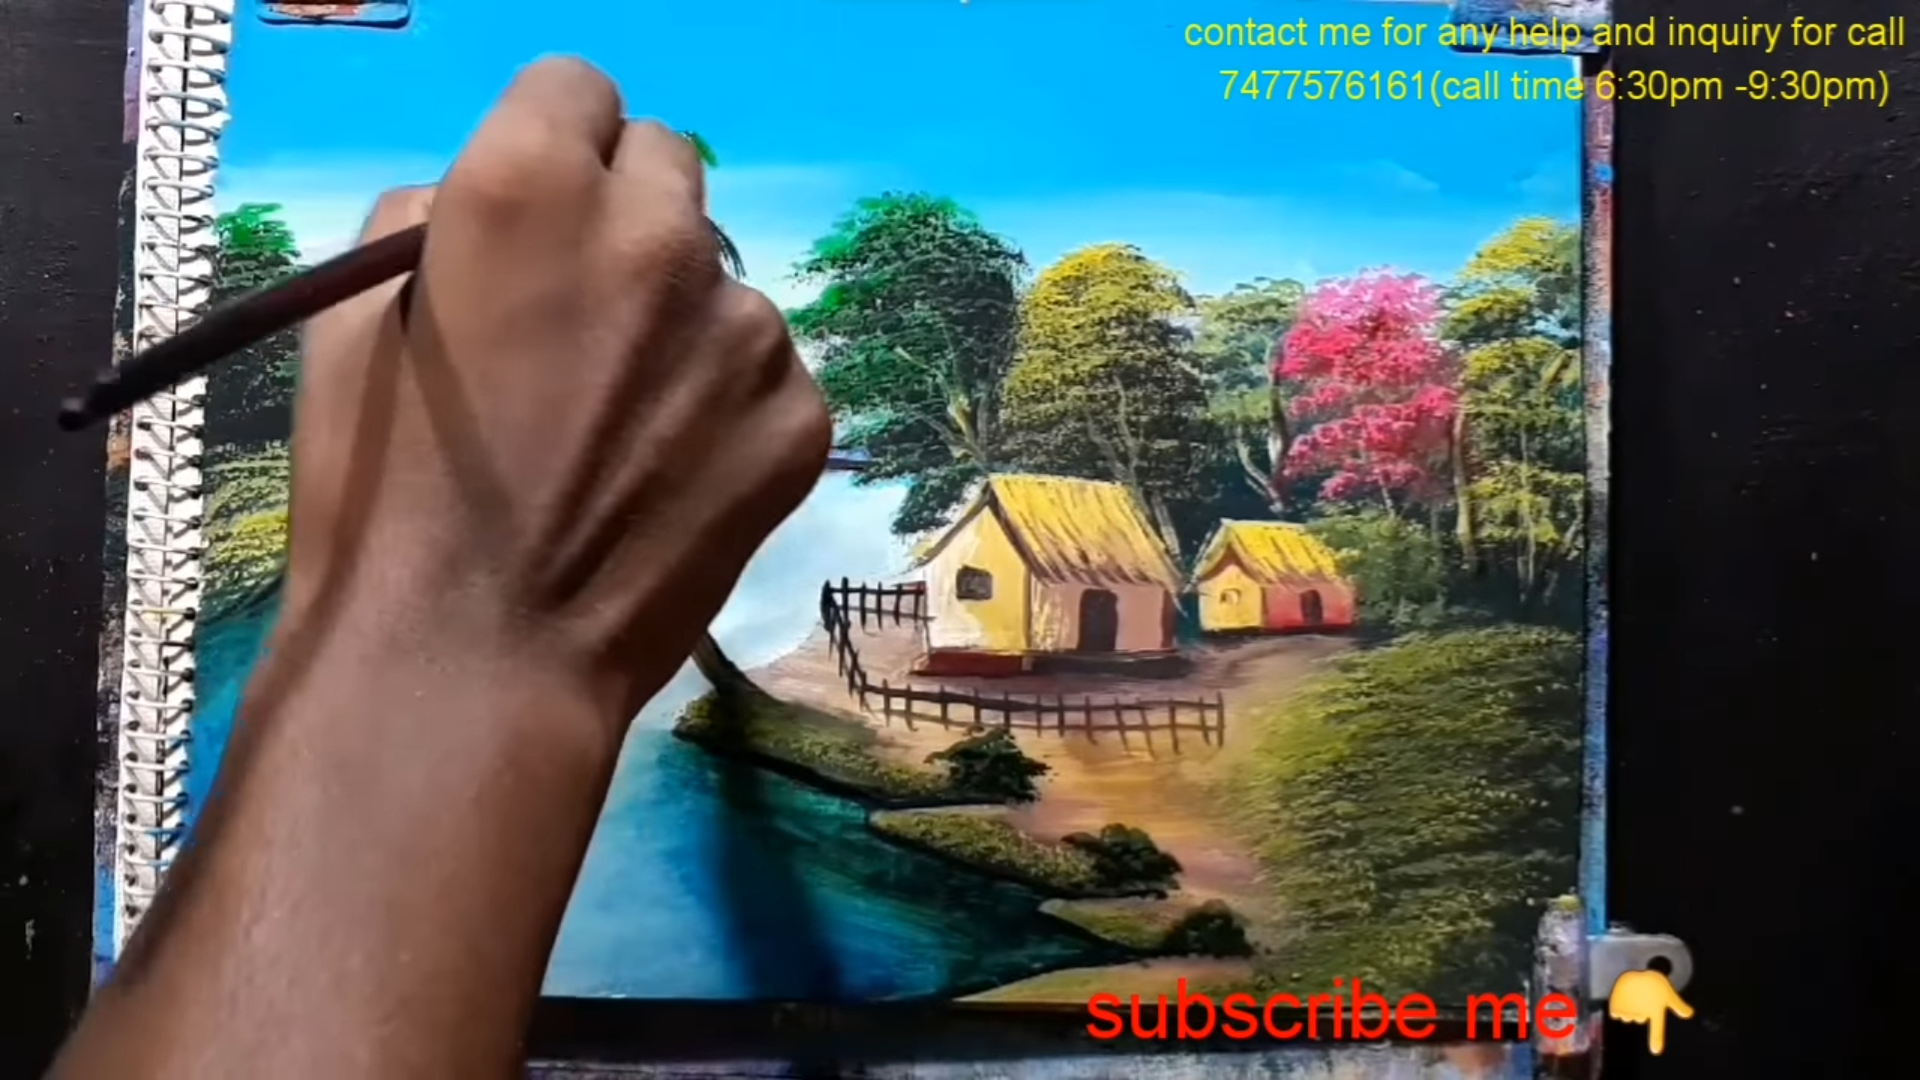 contact me for any help and inquiry for call
7477576161(call time 6:30pm -9:30pm)
subscribe me 👇